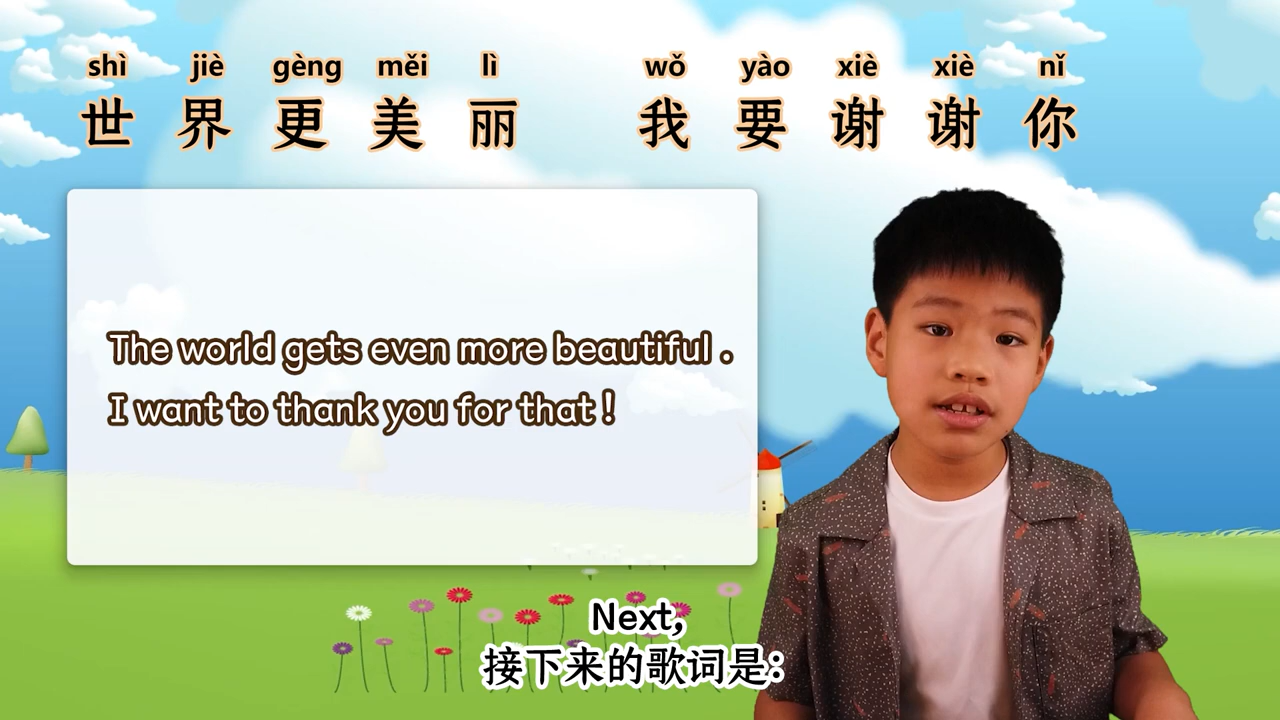 shì jiè gèng měi lì wǒ yào xiè xiè nǐ
世界更美丽 我要谢谢你
The world gets even more beautiful .
I want to thank you for that !
Next,
接下来的歌词是: